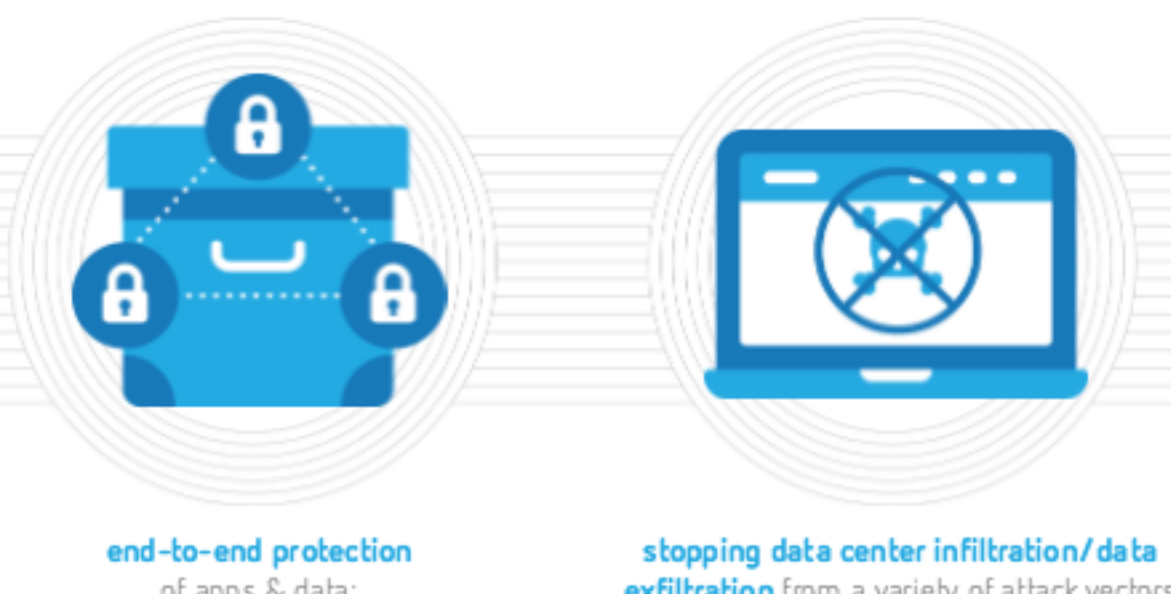 end-to-end protection
of apps & data:
stopping data center infiltration/data
exfiltration from a variety of attack vectors